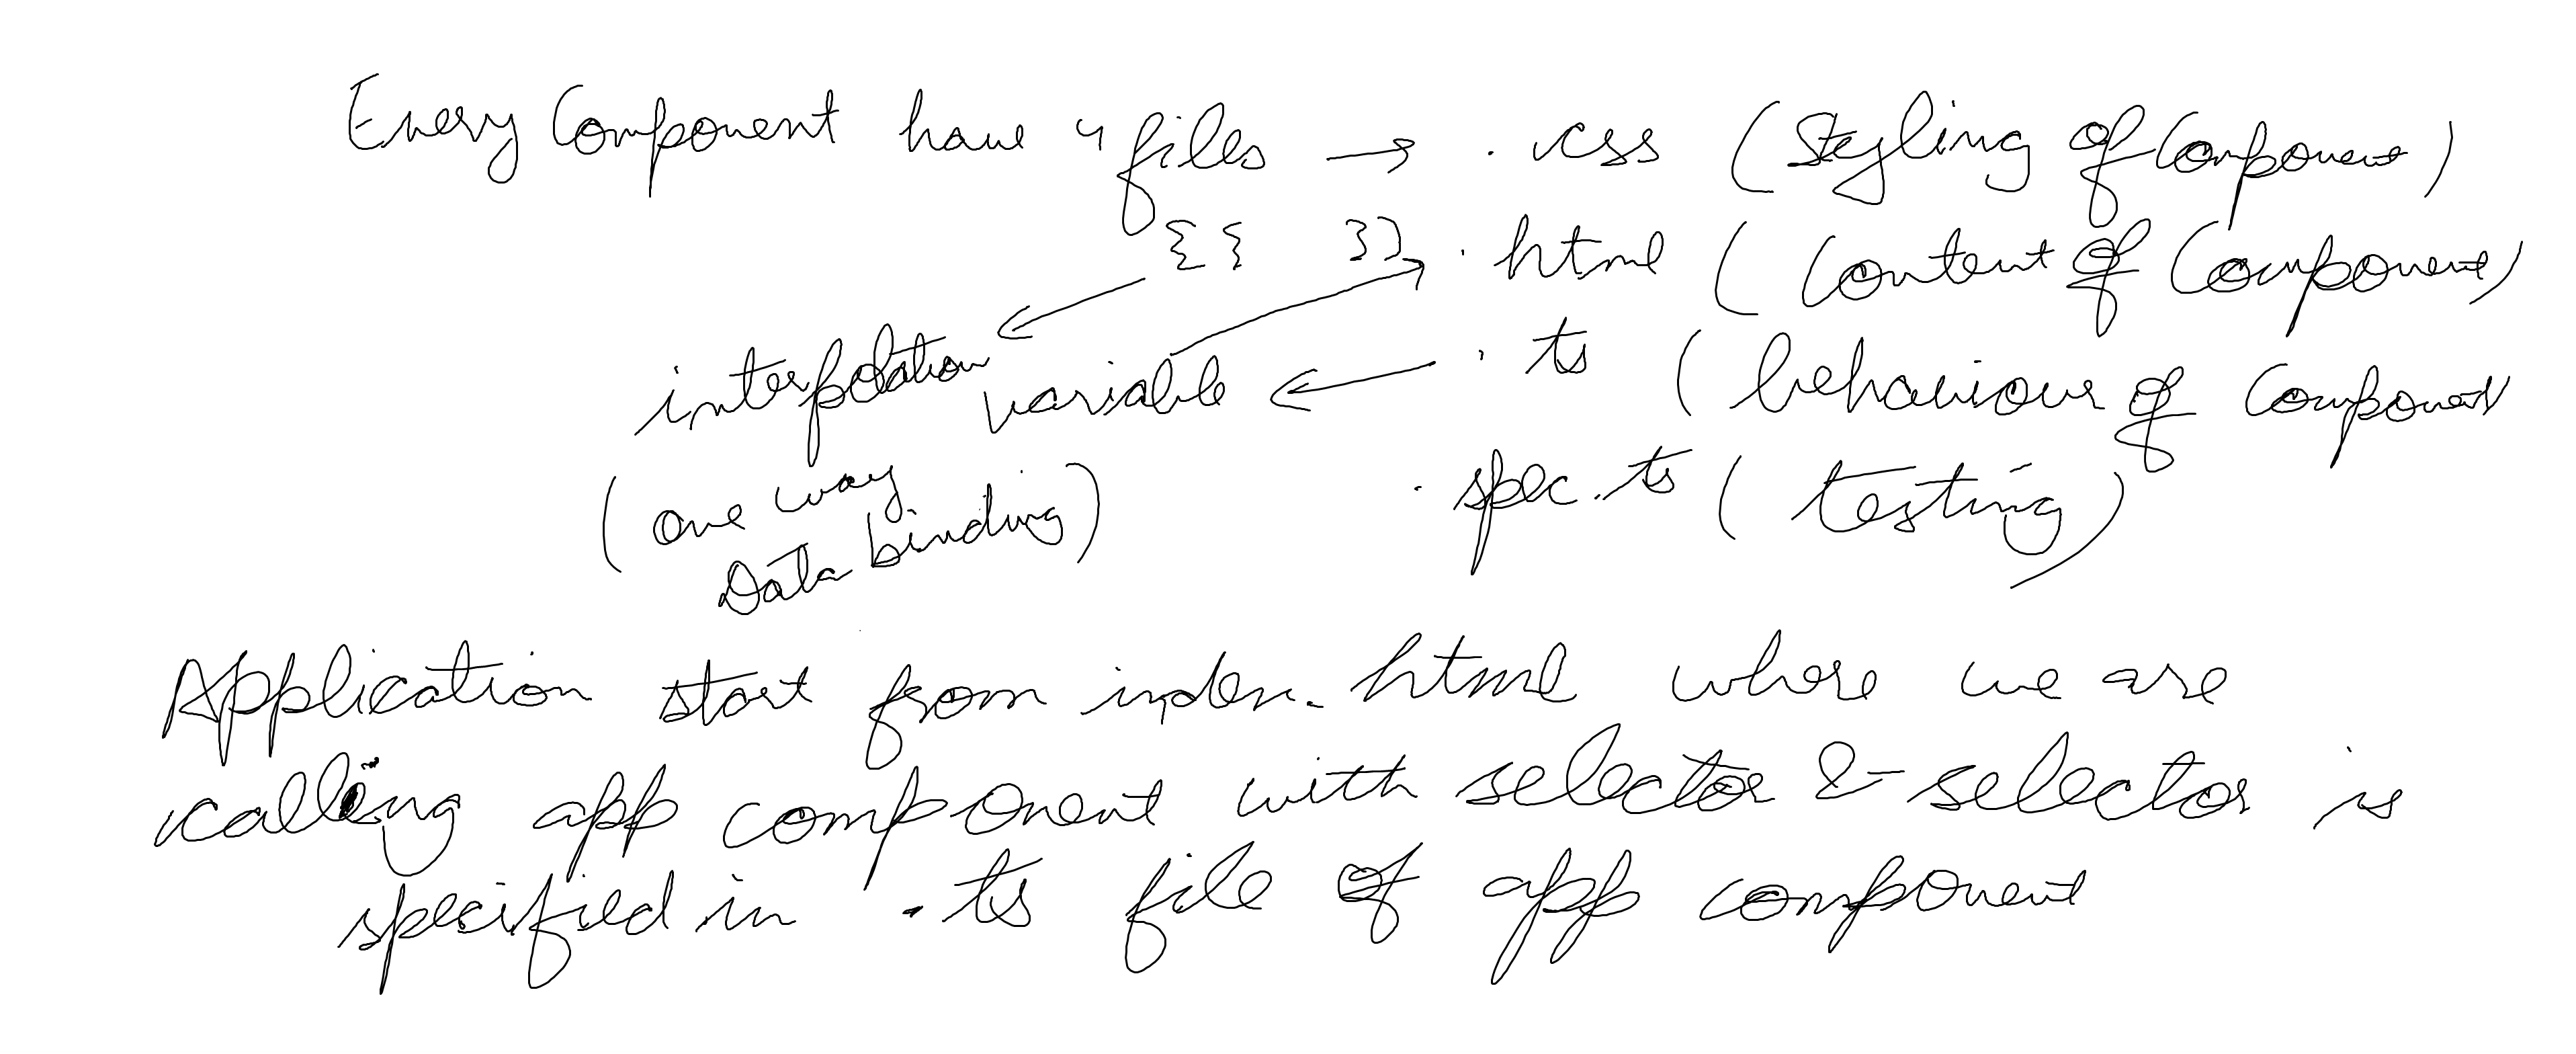 Every Component have 4 files → .css (Styling of Component)
{{ }} .html (Content of Component)
interpolation variable ← .ts (behaviour of Component
(one way Data binding) .spec.ts (testing)
Application start from index.html where we are
calling app component with selector & selector is
specified in .ts file of app component